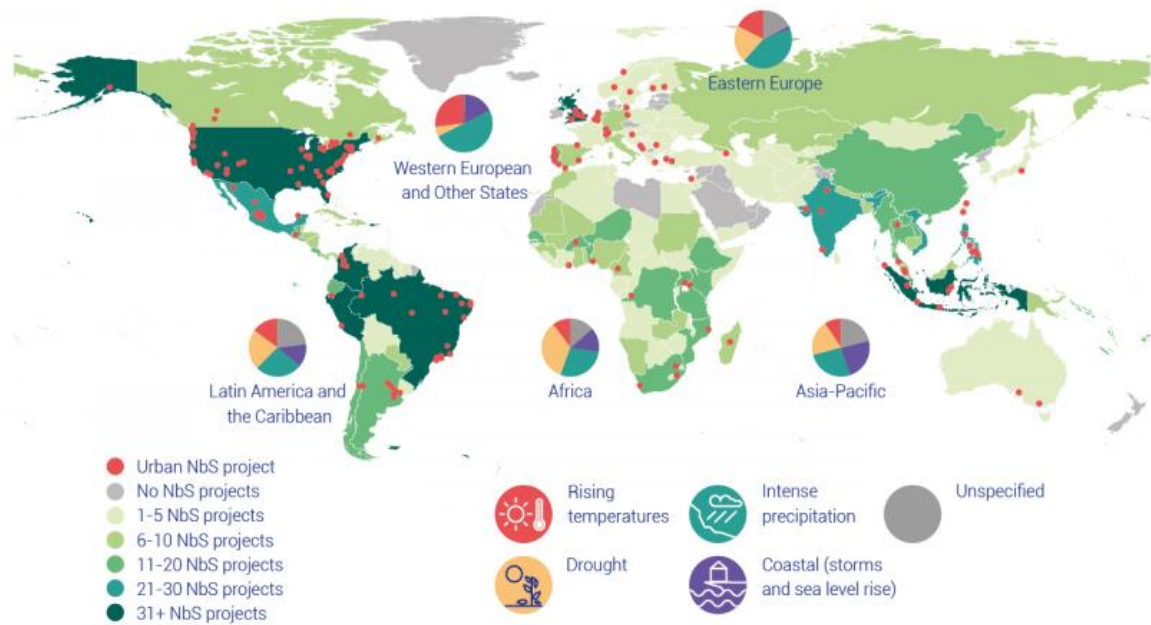 Eastern Europe
Western European
and Other States
Latin America and
the Caribbean
Africa
Asia-Pacific
Urban NbS project
No NbS projects
1-5 NbS projects
6-10 NbS projects
11-20 NbS projects
21-30 NbS projects
31+ NbS projects
Rising
temperatures
Intense
precipitation
Unspecified
Drought
Coastal (storms
and sea level rise)